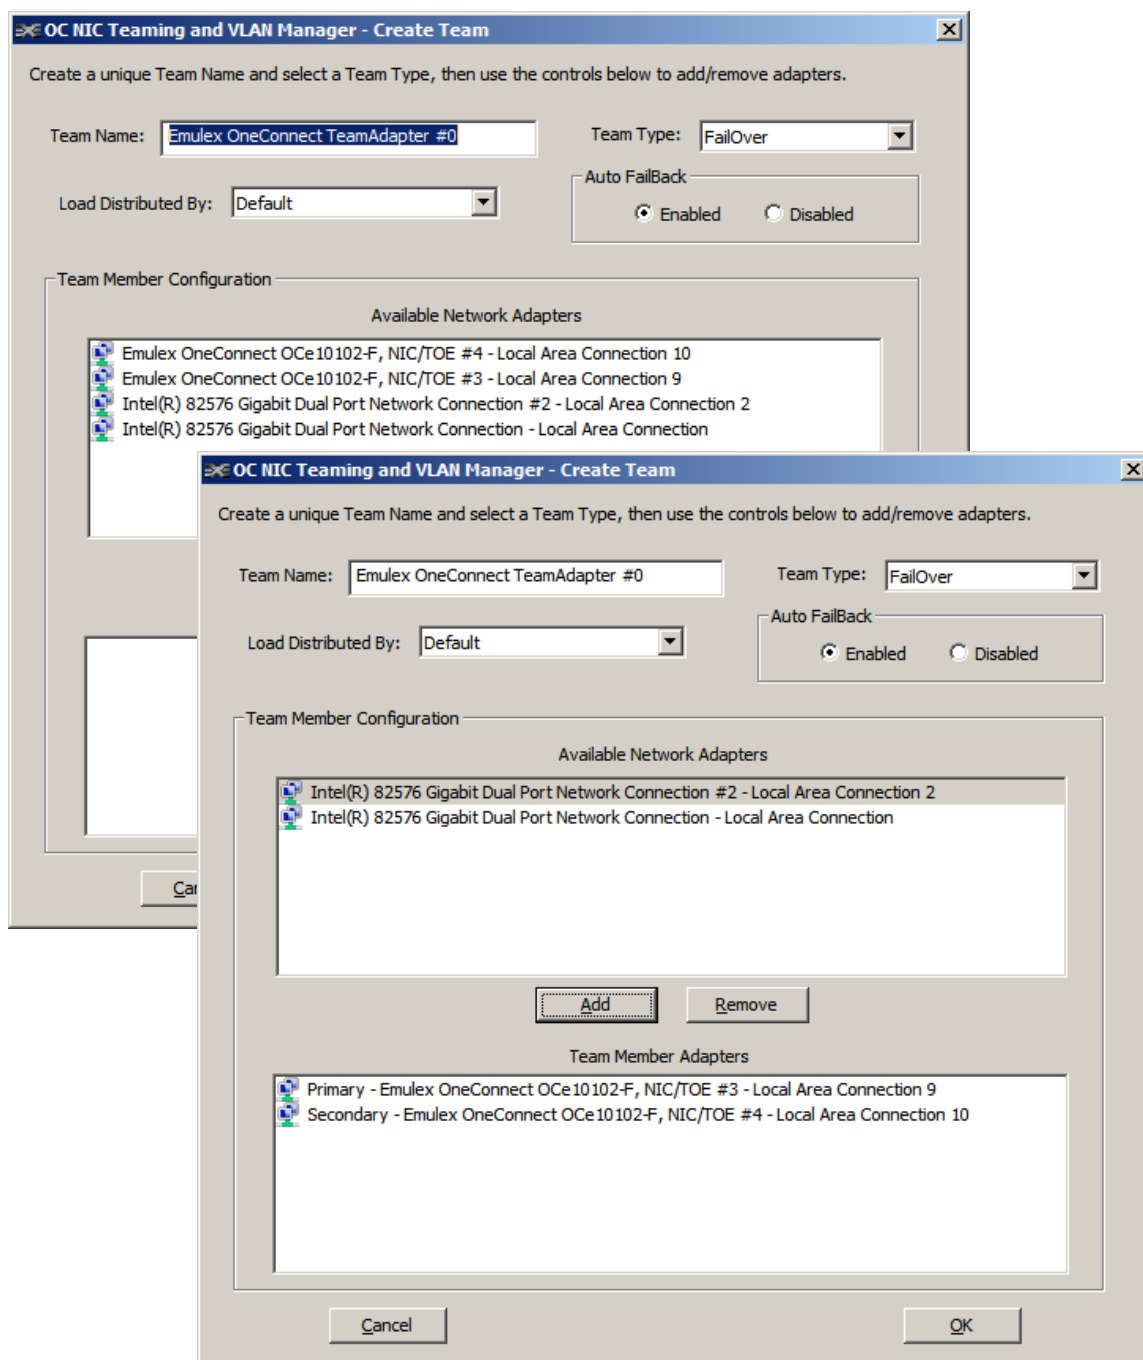 OC NIC Teaming and VLAN Manager - Create Team
Create a unique Team Name and select a Team Type, then use the controls below to add/remove adapters.
Team Name: Emulex OneConnect TeamAdapter #0 Team Type: FailOver
Auto FailBack
Load Distributed By: Default Enabled Disabled
Team Member Configuration
Available Network Adapters
Emulex OneConnect OCe10102-F, NIC/TOE #4 - Local Area Connection 10
Emulex OneConnect OCe10102-F, NIC/TOE #3 - Local Area Connection 9
Intel(R) 82576 Gigabit Dual Port Network Connection #2 - Local Area Connection 2
Intel(R) 82576 Gigabit Dual Port Network Connection - Local Area Connection
Ca
OC NIC Teaming and VLAN Manager - Create Team
Create a unique Team Name and select a Team Type, then use the controls below to add/remove adapters.
Team Name: Emulex OneConnect TeamAdapter #0 Team Type: FailOver
Auto FailBack
Load Distributed By: Default Enabled Disabled
Team Member Configuration
Available Network Adapters
Intel(R) 82576 Gigabit Dual Port Network Connection #2 - Local Area Connection 2
Intel(R) 82576 Gigabit Dual Port Network Connection - Local Area Connection
Add Remove
Team Member Adapters
Primary - Emulex OneConnect OCe10102-F, NIC/TOE #3 - Local Area Connection 9
Secondary - Emulex OneConnect OCe10102-F, NIC/TOE #4 - Local Area Connection 10
Cancel OK